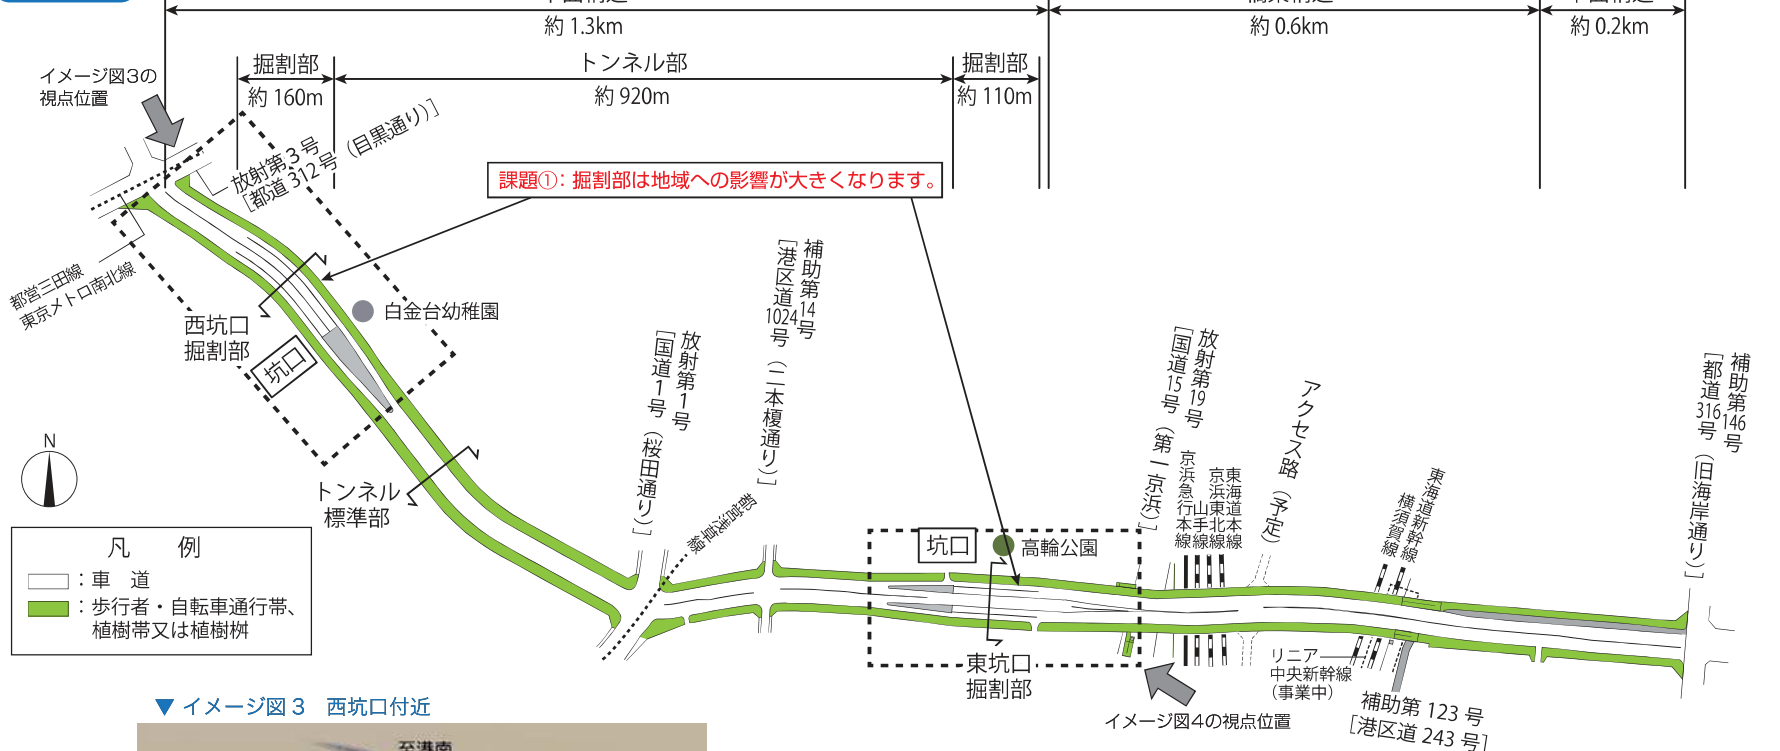 約 1.3km
約 0.6km
約 0.2km
掘割部
約 160m
トンネル部
約 920m
掘割部
約 110m
イメージ図3の
視点位置
放射第３号
[都道 312 号（目黒通り）]
課題①：掘割部は地域への影響が大きくなります。
都営三田線
東京メトロ南北線
西坑口
掘割部
坑口
白金台幼稚園
トンネル
標準部
N
凡　例
：車　道
：歩行者・自転車通行帯、
植樹帯又は植樹桝
放射第１号
[国道１号（桜田通り）]
補助第14号
[港区道1024号（二本榎通り）]
都営浅草線
坑口
高輪公園
東坑口
掘割部
放射第19号
[国道15号（第一京浜）]
京浜急行本線
山手線
京浜東北線
東海道本線
アクセス路（予定）
東海道新幹線
横須賀線
補助第146号
[都道316号（旧海岸通り）]
リニア
中央新幹線
（事業中）
補助第 123 号
[港区道 243 号]
イメージ図4の視点位置
▼ イメージ図３　西坑口付近
至港南